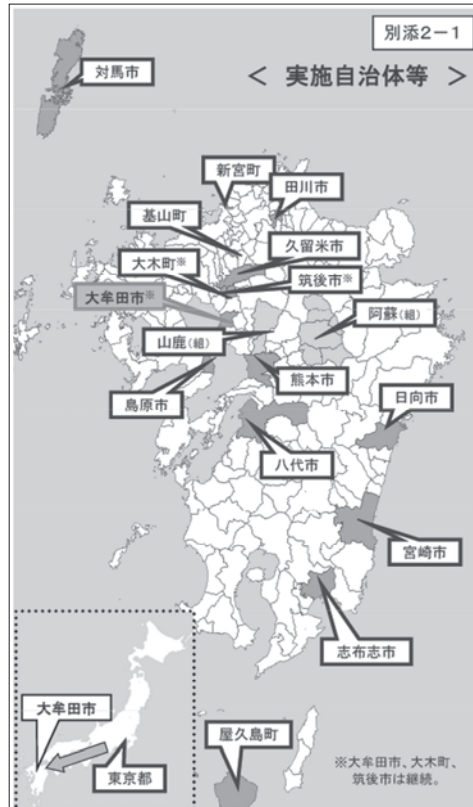 別添2-1
< 実施自治体等 >
対馬市
新宮町
田川市
基山町
久留米市
大木町※
筑後市※
大牟田市※
阿蘇(組)
山鹿(組)
熊本市
島原市
日向市
八代市
宮崎市
志布志市
大牟田市
東京都
屋久島町
※大牟田市、大木町、
筑後市は継続。